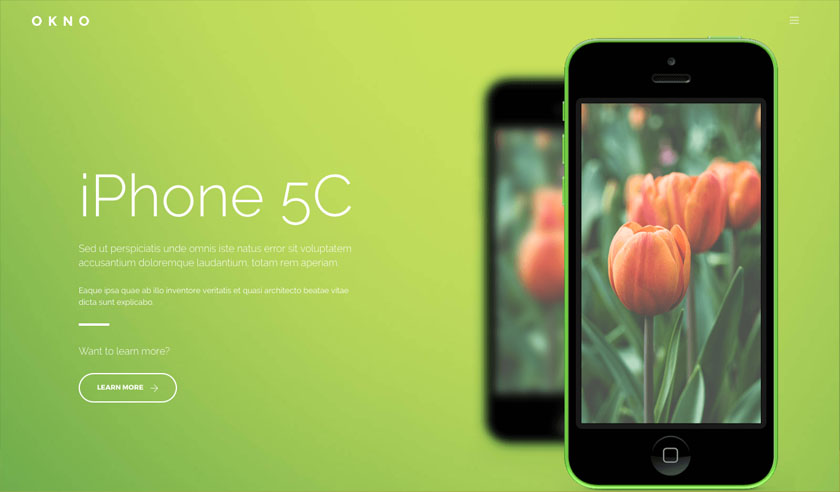 OKNO
iPhone 5C
Sed ut perspiciatis unde omnis iste natus error sit voluptatem
accusantium doloremque laudantium, totam rem aperiam.
Eaque ipsa quae ab illo inventore veritatis et quasi architecto beatae vitae
dicta sunt explicabo.
Want to learn more?
LEARN MORE